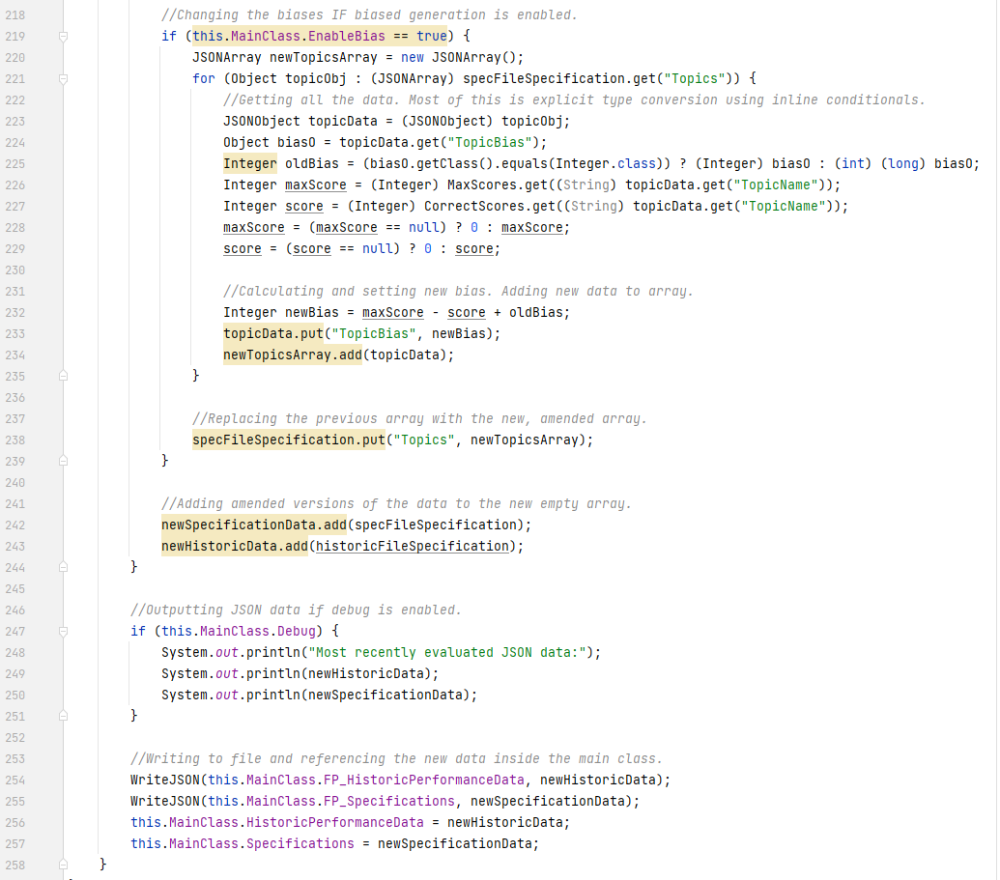 218 //Changing the biases IF biased generation is enabled.
219 if (this.MainClass.EnableBias == true) {
220 JSONArray newTopicsArray = new JSONArray();
221 for (Object topicObj : (JSONArray) specFileSpecification.get("Topics")) {
222 //Getting all the data. Most of this is explicit type conversion using inline conditionals.
223 JSONObject topicData = (JSONObject) topicObj;
224 Object biasO = topicData.get("TopicBias");
225 Integer oldBias = (biasO.getClass().equals(Integer.class)) ? (Integer) biasO : (int) (long) biasO;
226 Integer maxScore = (Integer) MaxScores.get((String) topicData.get("TopicName"));
227 Integer score = (Integer) CorrectScores.get((String) topicData.get("TopicName"));
228 maxScore = (maxScore == null) ? 0 : maxScore;
229 score = (score == null) ? 0 : score;
230
231 //Calculating and setting new bias. Adding new data to array.
232 Integer newBias = maxScore - score + oldBias;
233 topicData.put("TopicBias", newBias);
234 newTopicsArray.add(topicData);
235 }
236
237 //Replacing the previous array with the new, amended array.
238 specFileSpecification.put("Topics", newTopicsArray);
239 }
240
241 //Adding amended versions of the data to the new empty array.
242 newSpecificationData.add(specFileSpecification);
243 newHistoricData.add(historicFileSpecification);
244 }
245
246 //Outputting JSON data if debug is enabled.
247 if (this.MainClass.Debug) {
248 System.out.println("Most recently evaluated JSON data:");
249 System.out.println(newHistoricData);
250 System.out.println(newSpecificationData);
251 }
252
253 //Writing to file and referencing the new data inside the main class.
254 WriteJSON(this.MainClass.FP_HistoricPerformanceData, newHistoricData);
255 WriteJSON(this.MainClass.FP_Specifications, newSpecificationData);
256 this.MainClass.HistoricPerformanceData = newHistoricData;
257 this.MainClass.Specifications = newSpecificationData;
258 }